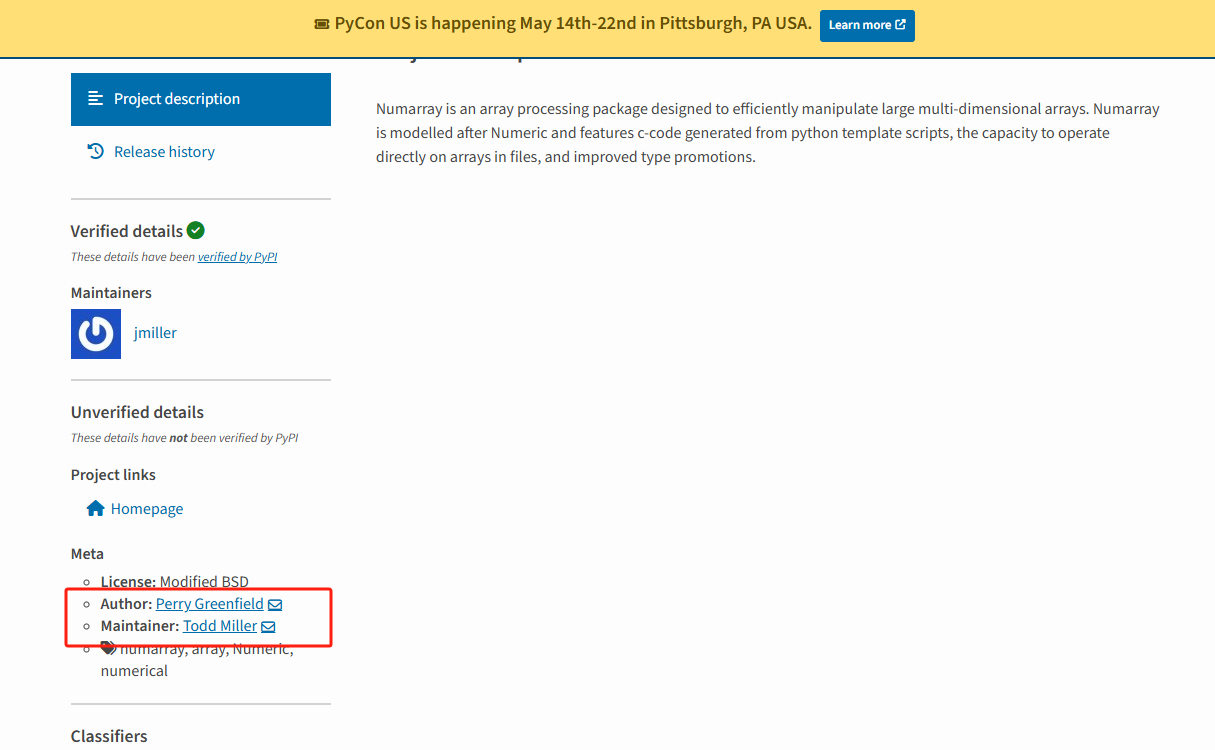 PyCon US is happening May 14th-22nd in Pittsburgh, PA USA. Learn more
Project description
Release history
Verified details
These details have been verified by PyPI
Maintainers
jmiller
Unverified details
These details have not been verified by PyPI
Project links
Homepage
Meta
License: Modified BSD
Author: Perry Greenfield
Maintainer: Todd Miller
numarray, array, Numeric,
numerical
Classifiers
Numarray is an array processing package designed to efficiently manipulate large multi-dimensional arrays. Numarray
is modelled after Numeric and features c-code generated from python template scripts, the capacity to operate
directly on arrays in files, and improved type promotions.